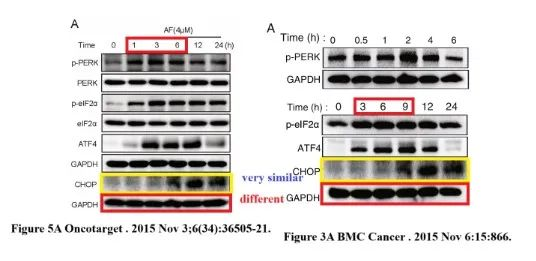 A
AF(4μM)
Time 0 1 3 6 12 24 (h)
p-PERK
PERK
p-eIF2α
eIF2α
ATF4
GAPDH
CHOP
GAPDH
very similar
different
Figure 5A Oncotarget . 2015 Nov 3;6(34):36505-21.
A
Time (h) : 0 0.5 1 2 4 6
p-PERK
GAPDH
Time (h) : 0 3 6 9 12 24
p-eIF2α
ATF4
CHOP
GAPDH
Figure 3A BMC Cancer . 2015 Nov 6:15:866.